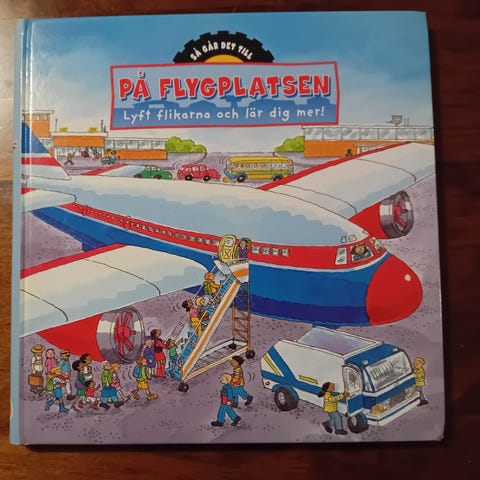 SÅ GÅR DET TILL
PÅ FLYGPLATSEN
Lyft flikarna och lär dig mer!